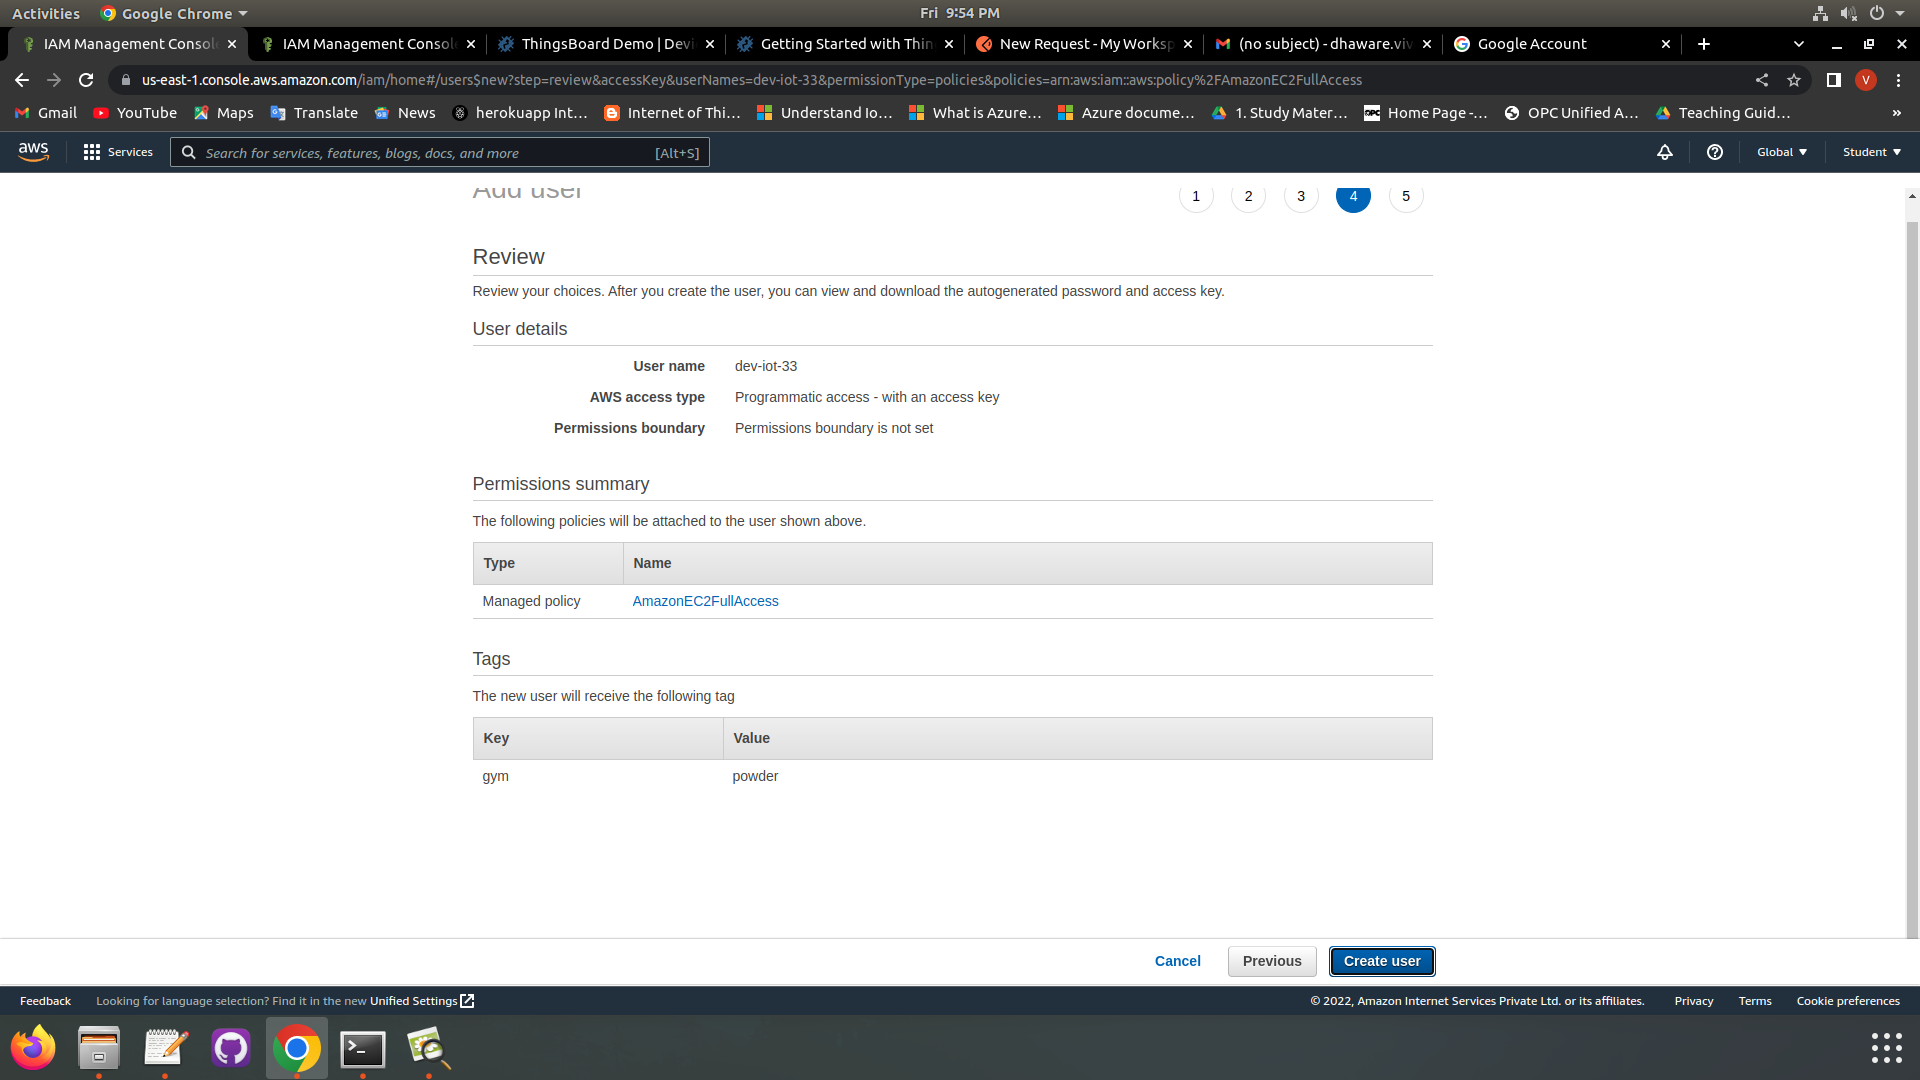 Activities Google Chrome Fri 9:54 PM
IAM Management Consol IAM Management Console ThingsBoard Demo | Devi Getting Started with Thin New Request - My Worksp (no subject) - dhaware.viv Google Account
us-east-1.console.aws.amazon.com/iam/home#/users$new?step=review&accessKey&userNames=dev-iot-33&permissionType=policies&policies=arn:aws:iam::aws:policy%2FAmazonEC2FullAccess V
Gmail YouTube Maps Translate News herokuapp Int... Internet of Thi... Understand Io... What is Azure... Azure docume... 1. Study Mater... Home Page -... OPC Unified A... Teaching Guid... »
aws Services Search for services, features, blogs, docs, and more [Alt+S] Global Student
Add user 1 2 3 4 5
Review
Review your choices. After you create the user, you can view and download the autogenerated password and access key.
User details
User name dev-iot-33
AWS access type Programmatic access - with an access key
Permissions boundary Permissions boundary is not set
Permissions summary
The following policies will be attached to the user shown above.
Type Name
Managed policy AmazonEC2FullAccess
Tags
The new user will receive the following tag
Key Value
gym powder
Cancel Previous Create user
Feedback Looking for language selection? Find it in the new Unified Settings © 2022, Amazon Internet Services Private Ltd. or its affiliates. Privacy Terms Cookie preferences